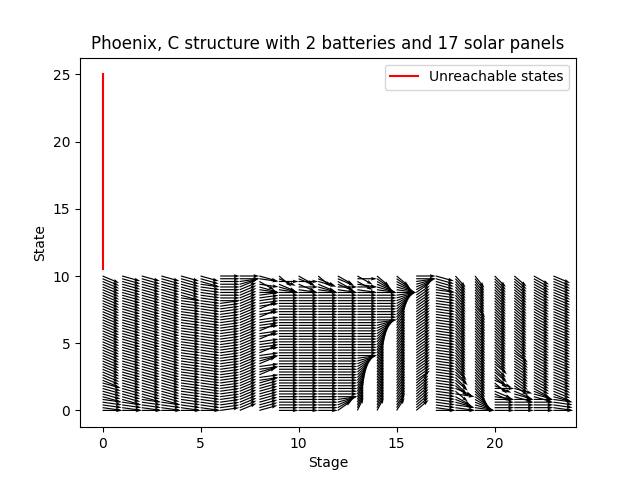 Phoenix, C structure with 2 batteries and 17 solar panels
Unreachable states
25
20
15
10
5
0
State
0 5 10 15 20
Stage